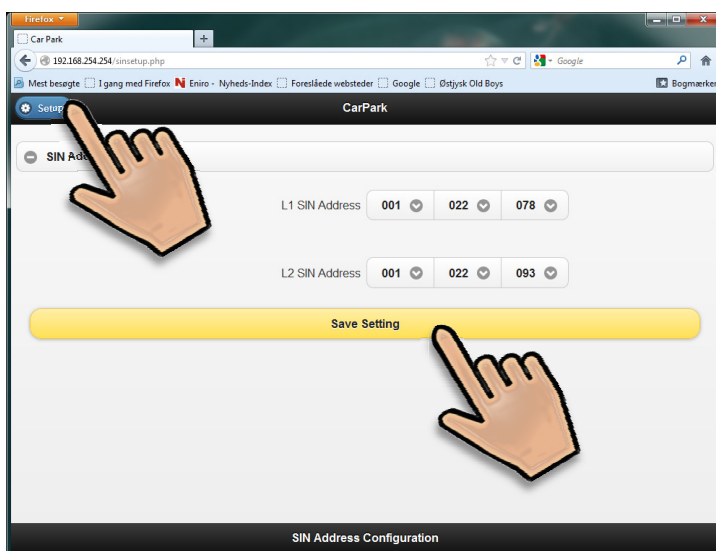 Firefox
Car Park
192.168.254.254/sinsetup.php
Google
Mest besøgte I gang med Firefox Eniro - Nyheds-Index Foreslåede websteder Google Østjysk Old Boys Bogmærker
Setup CarPark
SIN
L1 SIN Address 001 022 078
L2 SIN Address 001 022 093
Save Setting
SIN Address Configuration